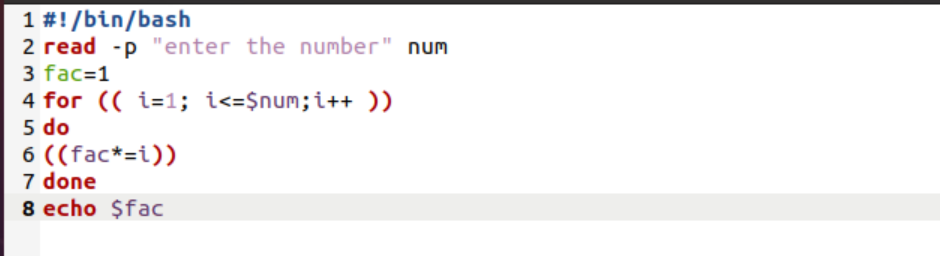 1 #!/bin/bash
2 read -p "enter the number" num
3 fac=1
4 for (( i=1; i<=$num;i++ ))
5 do
6 ((fac*=i))
7 done
8 echo $fac